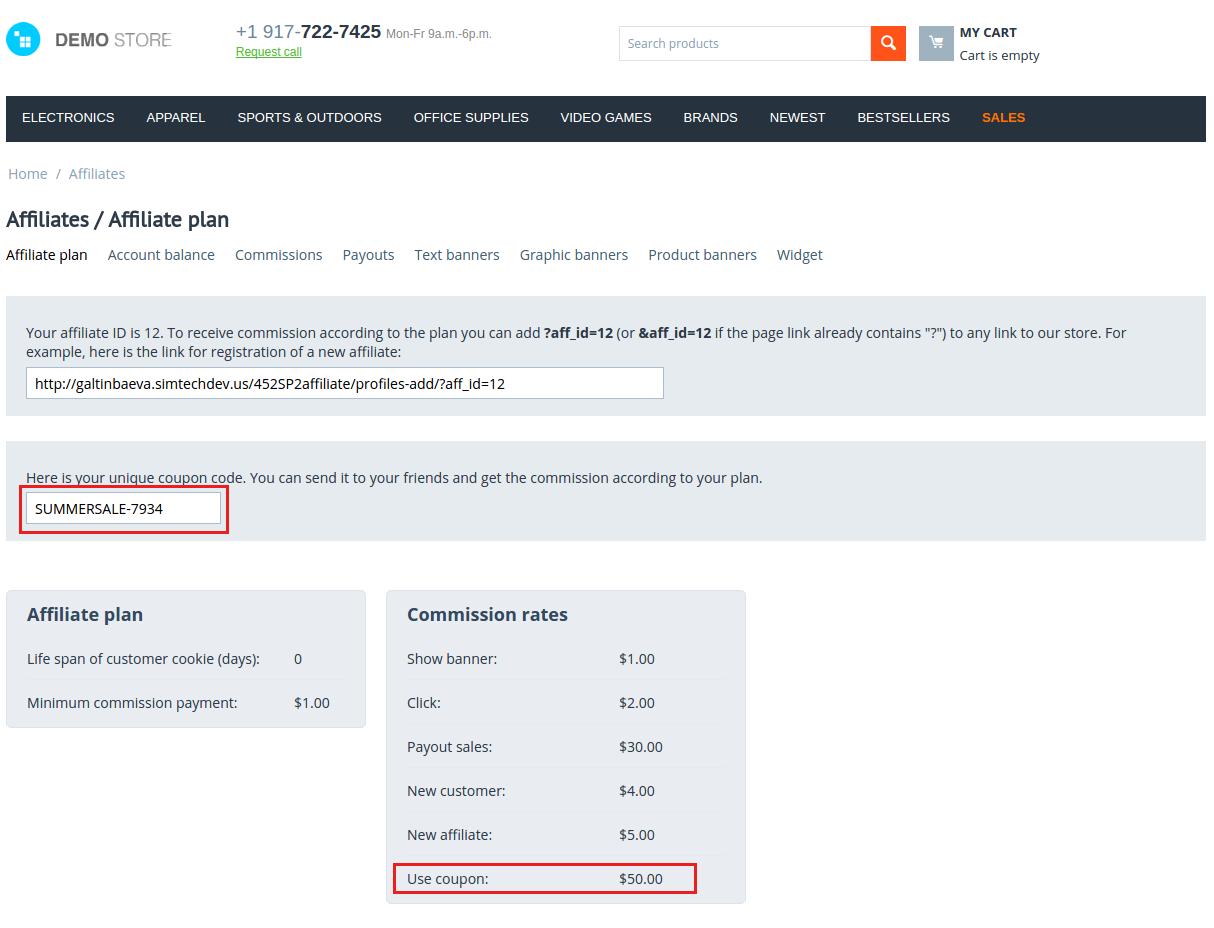 DEMO STORE
+1 917-722-7425 Mon-Fr 9a.m.-6p.m.
Request call
Search products
MY CART
Cart is empty
ELECTRONICS APPAREL SPORTS & OUTDOORS OFFICE SUPPLIES VIDEO GAMES BRANDS NEWEST BESTSELLERS SALES
Home / Affiliates
Affiliates / Affiliate plan
Affiliate plan Account balance Commissions Payouts Text banners Graphic banners Product banners Widget
Your affiliate ID is 12. To receive commission according to the plan you can add ?aff_id=12 (or &aff_id=12 if the page link already contains "?") to any link to our store. For
example, here is the link for registration of a new affiliate:
http://galtinbaeva.simtechdev.us/452SP2affiliate/profiles-add/?aff_id=12
Here is your unique coupon code. You can send it to your friends and get the commission according to your plan.
SUMMERSALE-7934
Affiliate plan
Life span of customer cookie (days): 0
Minimum commission payment: $1.00
Commission rates
Show banner: $1.00
Click: $2.00
Payout sales: $30.00
New customer: $4.00
New affiliate: $5.00
Use coupon: $50.00